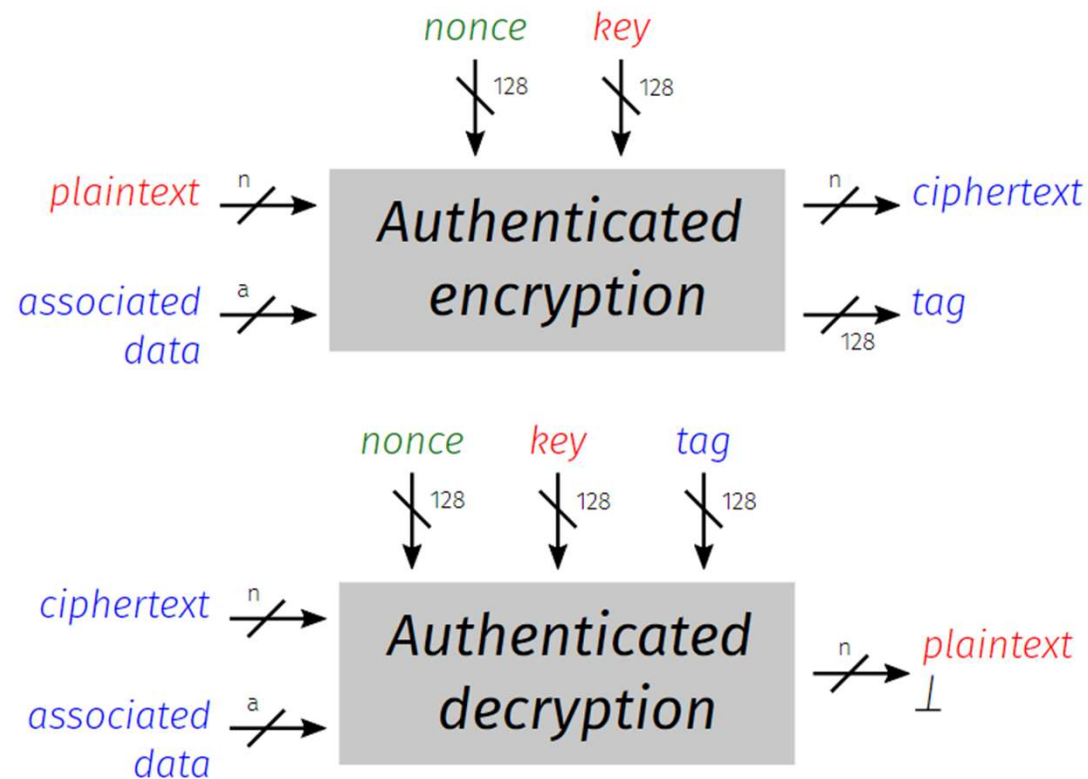 nonce key
128 128
plaintext n Authenticated n ciphertext
associated a encryption tag
data 128
nonce key tag
128 128 128
ciphertext n Authenticated n plaintext
associated a decryption ⊥
data